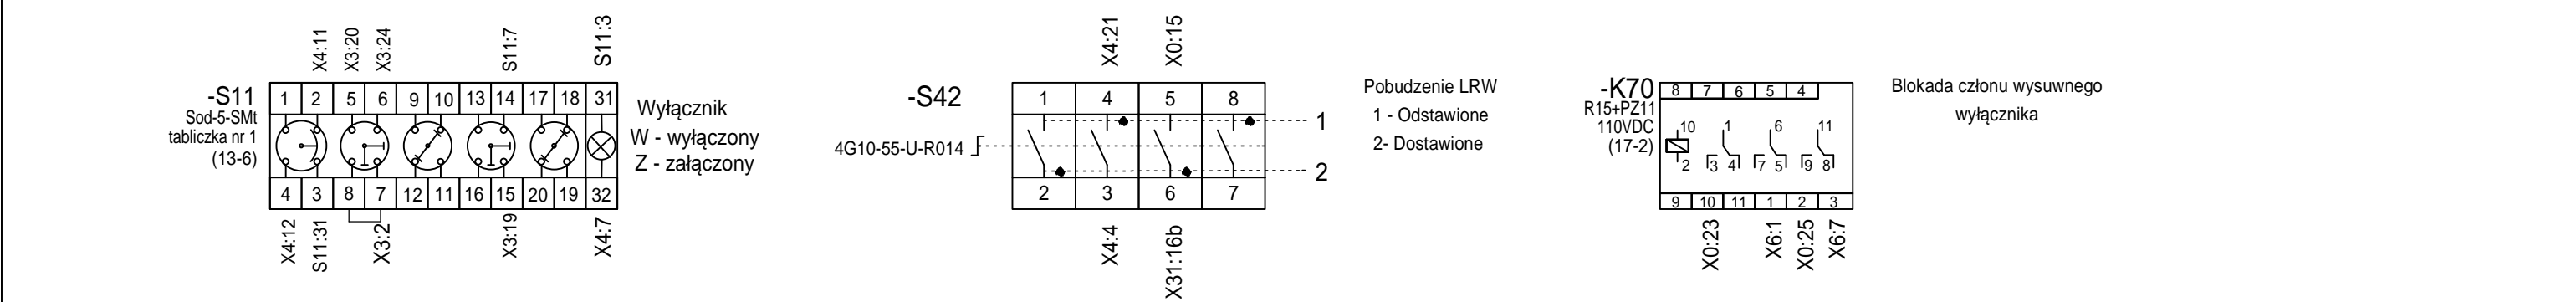 X4:11
X3:20
X3:24
S11:7
S11:3
-S11
Sod-5-SMt
tabliczka nr 1
(13-6)
1 2 5 6 9 10 13 14 17 18 31
4 3 8 7 12 11 16 15 20 19 32
X4:12
S11:31
X3:2
X3:19
X4:7
Wyłącznik
W - wyłączony
Z - załączony
X4:21
X0:15
-S42
4G10-55-U-R014
1 4 5 8
1
2
2 3 6 7
X4:4
X31:16b
Pobudzenie LRW
1 - Odstawione
2- Dostawione
-K70
R15+PZ11
110VDC
(17-2)
8 7 6 5 4
10 1 6 11
2 3 4 7 5 9 8
9 10 11 1 2 3
X0:23
X6:1
X0:25
X6:7
Blokada członu wysuwnego
wyłącznika